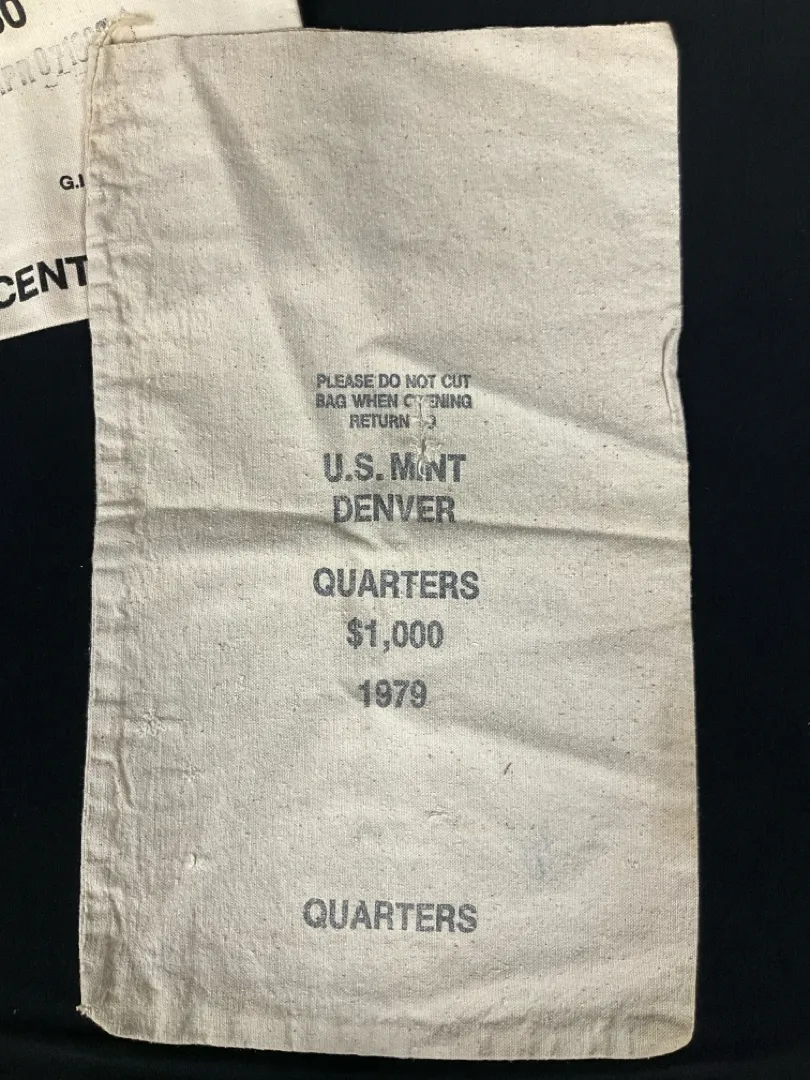 G.
CENT
PLEASE DO NOT CUT
BAG WHEN OPENING
RETURN TO
U.S. MINT
DENVER
QUARTERS
$1,000
1979
QUARTERS